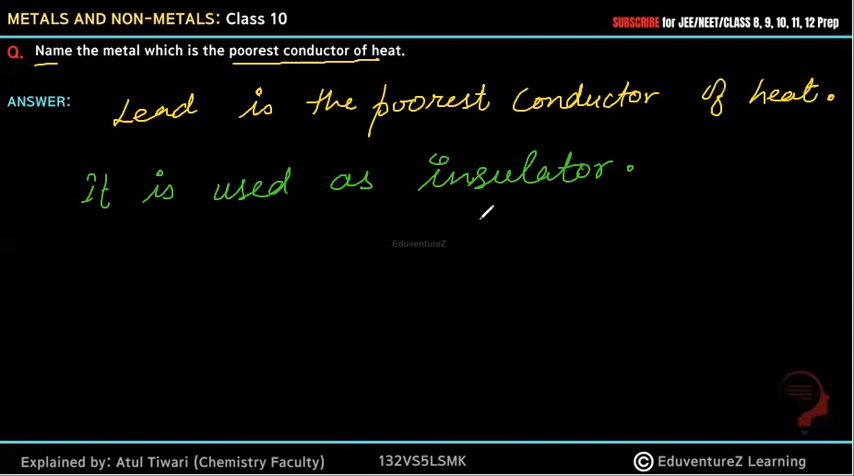 METALS AND NON-METALS: Class 10
SUBSCRIBE for JEE/NEET/CLASS 8, 9, 10, 11, 12 Prep
Q. Name the metal which is the poorest conductor of heat.
ANSWER: Lead is the poorest conductor of heat.
It is used as insulator.
EduventureZ
Explained by: Atul Tiwari (Chemistry Faculty) 132VS5LSMK © EduventureZ Learning